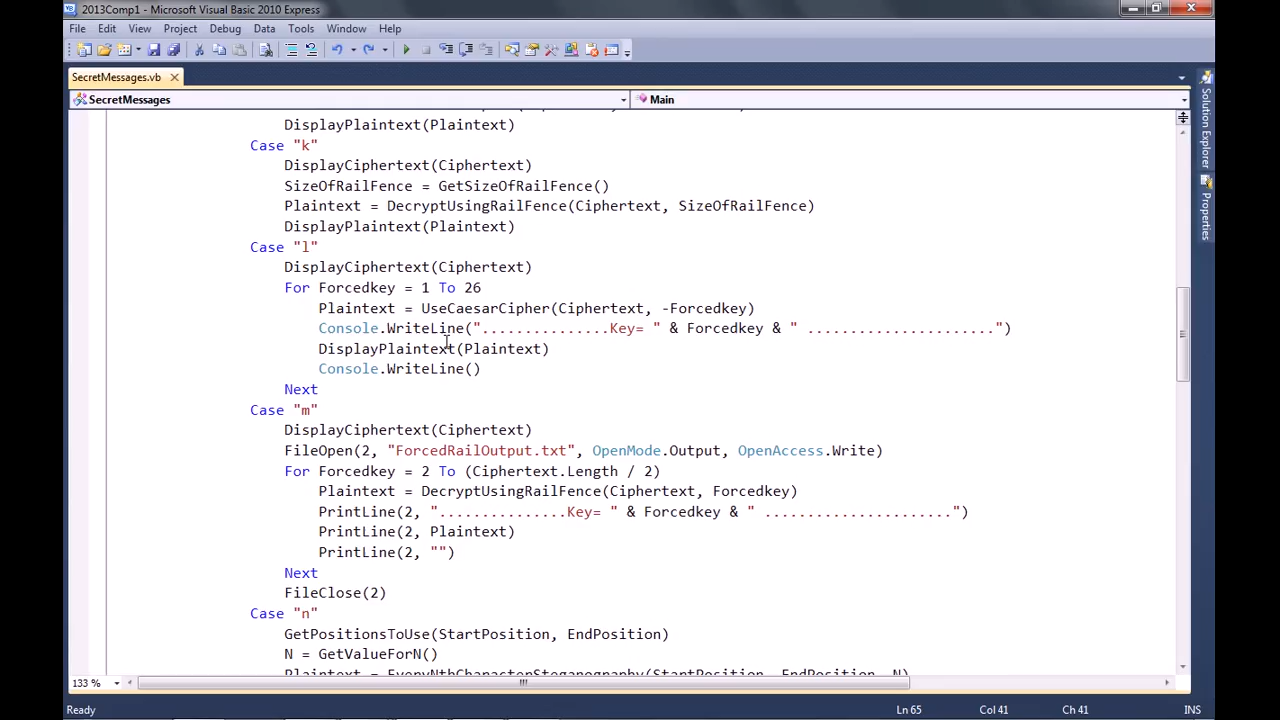 2013Comp1 - Microsoft Visual Basic 2010 Express
File Edit View Project Debug Data Tools Window Help
SecretMessages.vb
SecretMessages Main
DisplayPlaintext(Plaintext)
Case "k"
DisplayCiphertext(Ciphertext)
SizeOfRailFence = GetSizeOfRailFence()
Plaintext = DecryptUsingRailFence(Ciphertext, SizeOfRailFence)
DisplayPlaintext(Plaintext)
Case "l"
DisplayCiphertext(Ciphertext)
For Forcedkey = 1 To 26
Plaintext = UseCaesarCipher(Ciphertext, -Forcedkey)
Console.WriteLine("...............Key= " & Forcedkey & " ......................")
DisplayPlaintext(Plaintext)
Console.WriteLine()
Next
Case "m"
DisplayCiphertext(Ciphertext)
FileOpen(2, "ForcedRailOutput.txt", OpenMode.Output, OpenAccess.Write)
For Forcedkey = 2 To (Ciphertext.Length / 2)
Plaintext = DecryptUsingRailFence(Ciphertext, Forcedkey)
PrintLine(2, "...............Key= " & Forcedkey & " ......................")
PrintLine(2, Plaintext)
PrintLine(2, "")
Next
FileClose(2)
Case "n"
GetPositionsToUse(StartPosition, EndPosition)
N = GetValueForN()
Plaintext = EveryNthCharacterSteganography(StartPosition, EndPosition, N)
133 %
Ready Ln 65 Col 41 Ch 41 INS
Solution Explorer
Properties